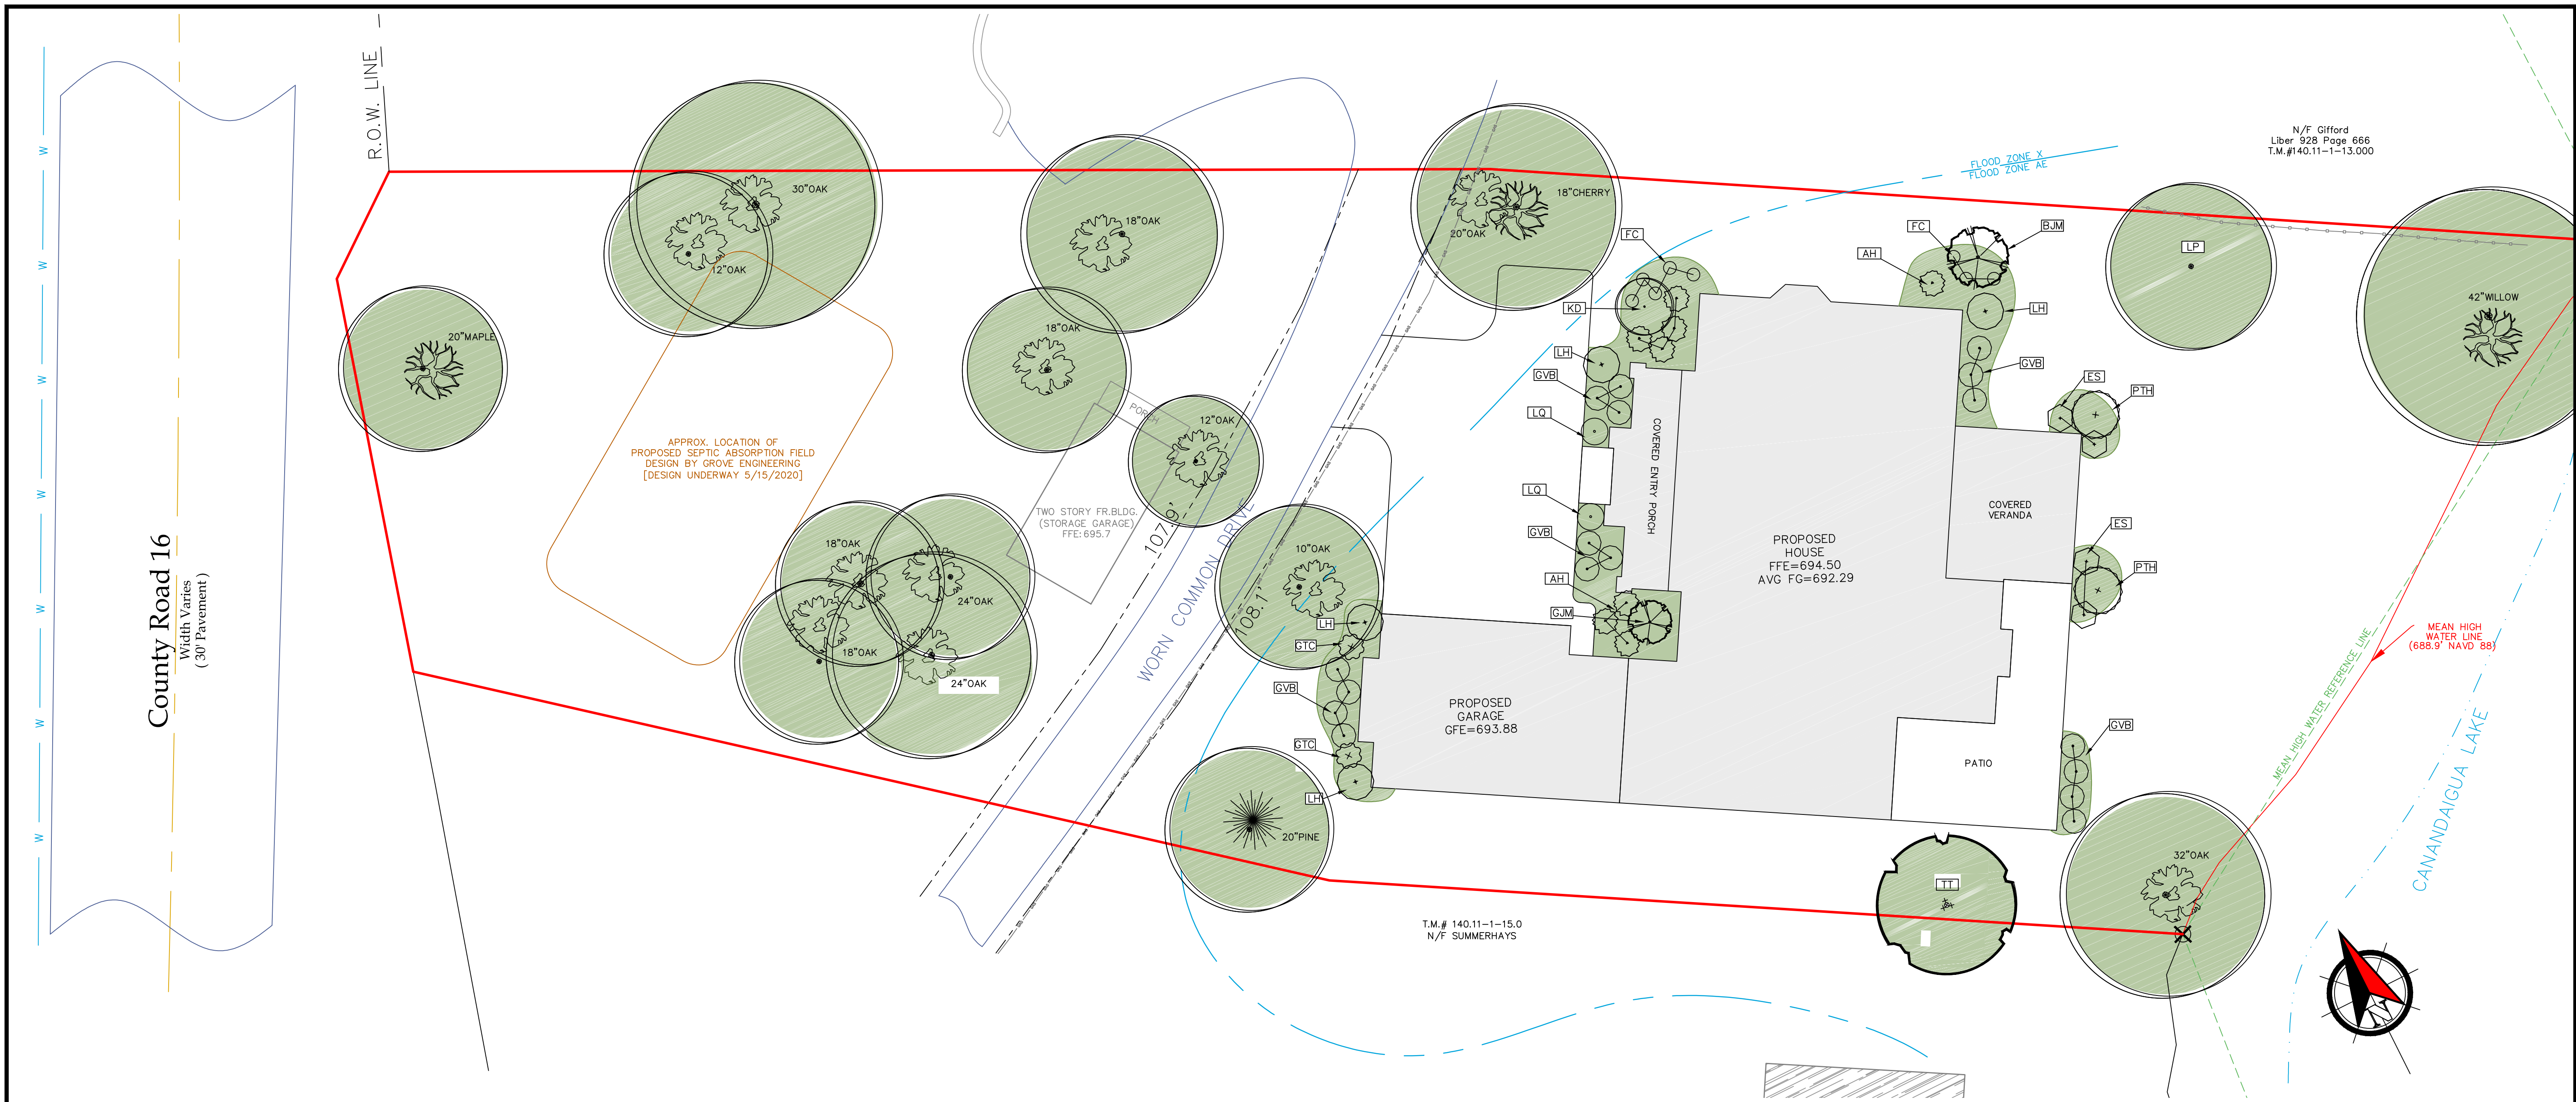 R.O.W. LINE
County Road 16
Width Varies
( 30' Pavement )
W
W
W
W
W
W
W
W
30"OAK
12"OAK
20"MAPLE
18"OAK
18"OAK
12"OAK
APPROX. LOCATION OF
PROPOSED SEPTIC ABSORPTION FIELD
DESIGN BY GROVE ENGINEERING
[DESIGN UNDERWAY 5/15/2020]
PORCH
TWO STORY FR.BLDG.
(STORAGE GARAGE)
FFE:695.7
107.9'
108.1'
WORN COMMON DRIVE
18"OAK
24"OAK
18"OAK
24"OAK
10"OAK
20"PINE
18"CHERRY
20"OAK
FC
KD
LH
GVB
LQ
LQ
GVB
AH
GJM
LH
GTC
GVB
GTC
LH
COVERED ENTRY PORCH
PROPOSED
HOUSE
FFE=694.50
AVG FG=692.29
PROPOSED
GARAGE
GFE=693.88
COVERED
VERANDA
PATIO
FC
BJM
AH
LH
GVB
ES
PTH
ES
PTH
GVB
LP
TT
42"WILLOW
32"OAK
FLOOD ZONE X
FLOOD ZONE AE
N/F Gifford
Liber 928 Page 666
T.M.#140.11-1-13.000
MEAN HIGH
WATER LINE
(688.9' NAVD 88)
MEAN HIGH WATER REFERENCE LINE
CANANDAIGUA LAKE
T.M.# 140.11-1-15.0
N/F SUMMERHAYS
N